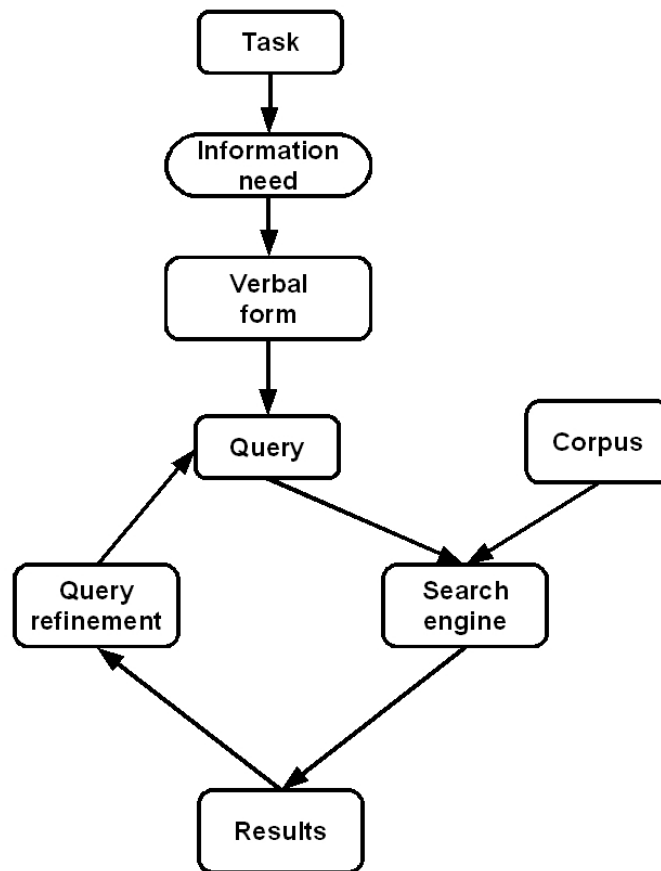 Task
Information
need
Verbal
form
Query
Corpus
Query
refinement
Search
engine
Results